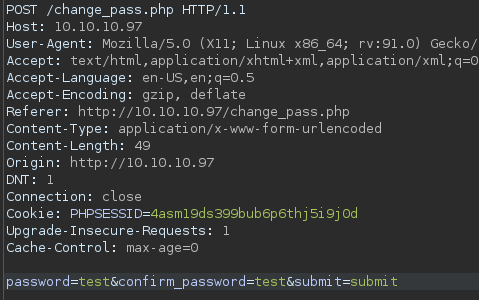 POST /change_pass.php HTTP/1.1
Host: 10.10.10.97
User-Agent: Mozilla/5.0 (X11; Linux x86_64; rv:91.0) Gecko/
Accept: text/html,application/xhtml+xml,application/xml;q=0
Accept-Language: en-US,en;q=0.5
Accept-Encoding: gzip, deflate
Referer: http://10.10.10.97/change_pass.php
Content-Type: application/x-www-form-urlencoded
Content-Length: 49
Origin: http://10.10.10.97
DNT: 1
Connection: close
Cookie: PHPSESSID=4asm19ds399bub6p6thj5i9j0d
Upgrade-Insecure-Requests: 1
Cache-Control: max-age=0
password=test&confirm_password=test&submit=submit